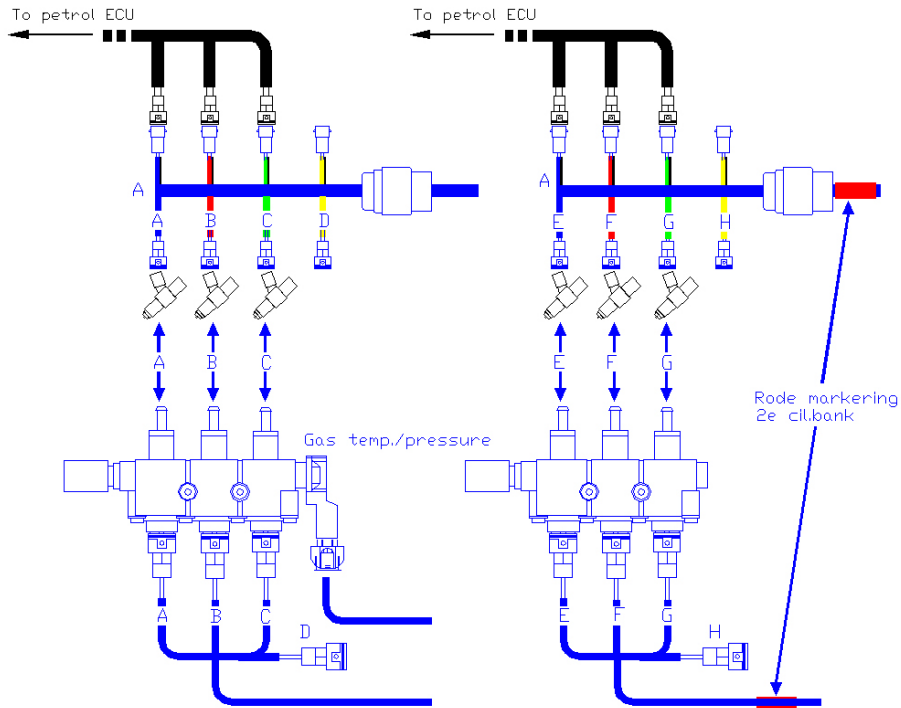 To petrol ECU
To petrol ECU
A
A B C D
A
E F G H
A B C
E F G
Rode markering
2e cil.bank
Gas temp./pressure
A B C
D
E F G
H